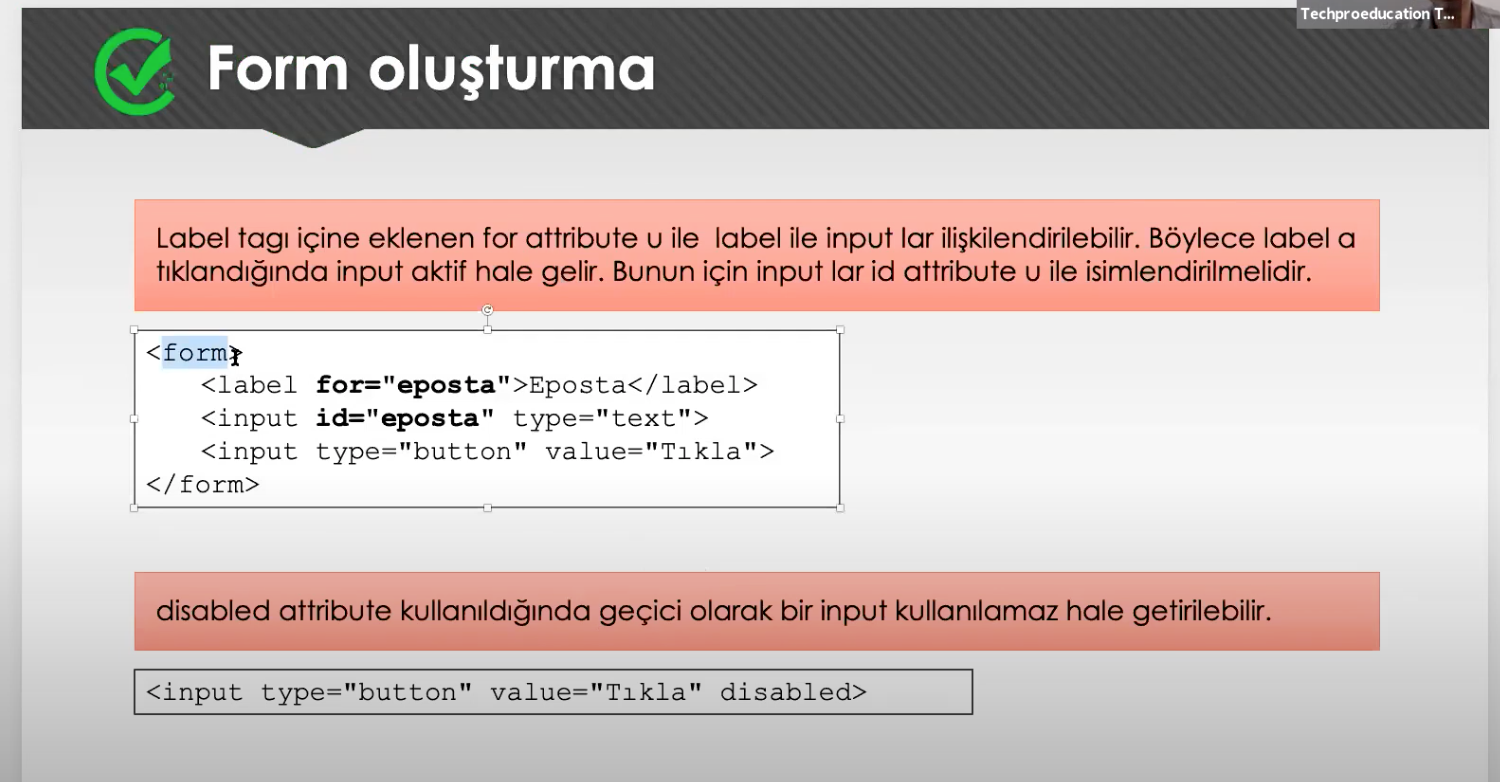 Techproeducation T...
Form oluşturma
Label tagı içine eklenen for attribute u ile  label ile input lar ilişkilendirilebilir. Böylece label a
tıklandığında input aktif hale gelir. Bunun için input lar id attribute u ile isimlendirilmelidir.
<form>
<label for="eposta">Eposta</label>
<input id="eposta" type="text">
<input type="button" value="Tıkla">
</form>
disabled attribute kullanıldığında geçici olarak bir input kullanılamaz hale getirilebilir.
<input type="button" value="Tıkla" disabled>